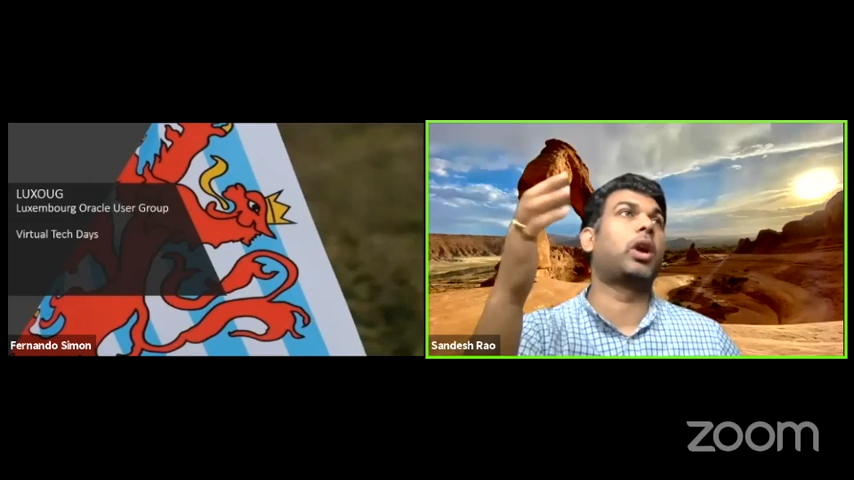 LUXOUG
Luxembourg Oracle User Group
Virtual Tech Days
Fernando Simon
Sandesh Rao
zoom